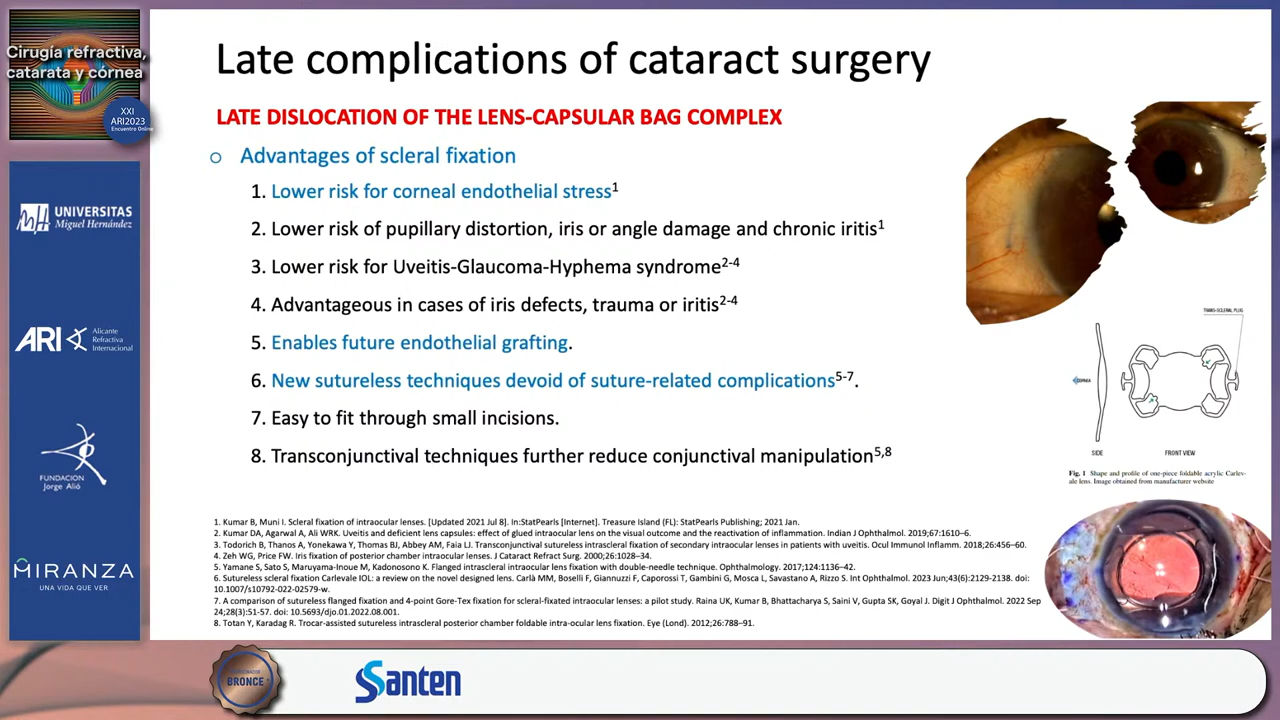 Cirugía refractiva,
catarata y córnea
XXI
ARI2023
Encuentro Online
UNIVERSITAS
Miguel Hernández
ARI
Alicante
Refractiva
Internacional
FUNDACION
Jorge Alió
MIRANZA
UNA VIDA QUE VER
Late complications of cataract surgery
LATE DISLOCATION OF THE LENS-CAPSULAR BAG COMPLEX
○ Advantages of scleral fixation
1. Lower risk for corneal endothelial stress¹
2. Lower risk of pupillary distortion, iris or angle damage and chronic iritis¹
3. Lower risk for Uveitis-Glaucoma-Hyphema syndrome²⁻⁴
4. Advantageous in cases of iris defects, trauma or iritis²⁻⁴
5. Enables future endothelial grafting.
6. New sutureless techniques devoid of suture-related complications⁵⁻⁷.
7. Easy to fit through small incisions.
8. Transconjunctival techniques further reduce conjunctival manipulation⁵,⁸
TRANS-SCLERAL PLUG
CORNEA
SIDE
FRONT VIEW
Fig. 1 Shape and profile of one-piece foldable acrylic Carlev-
ale lens. Image obtained from manufacturer website
1. Kumar B, Muni I. Scleral fixation of intraocular lenses. [Updated 2021 Jul 8]. In:StatPearls [Internet]. Treasure Island (FL): StatPearls Publishing; 2021 Jan.
2. Kumar DA, Agarwal A, Ali WRK. Uveitis and deficient lens capsules: effect of glued intraocular lens on the visual outcome and the reactivation of inflammation. Indian J Ophthalmol. 2019;67:1610–6.
3. Todorich B, Thanos A, Yonekawa Y, Thomas BJ, Abbey AM, Faia LJ. Transconjunctival sutureless intrascleral fixation of secondary intraocular lenses in patients with uveitis. Ocul Immunol Inflamm. 2018;26:456–60.
4. Zeh WG, Price FW. Iris fixation of posterior chamber intraocular lenses. J Cataract Refract Surg. 2000;26:1028–34.
5. Yamane S, Sato S, Maruyama-Inoue M, Kadonosono K. Flanged intrascleral intraocular lens fixation with double-needle technique. Ophthalmology. 2017;124:1136–42.
6. Sutureless scleral fixation Carlevale IOL: a review on the novel designed lens. Carlà MM, Boselli F, Giannuzzi F, Caporossi T, Gambini G, Mosca L, Savastano A, Rizzo S. Int Ophthalmol. 2023 Jun;43(6):2129-2138. doi:
10.1007/s10792-022-02579-w.
7. A comparison of sutureless flanged fixation and 4-point Gore-Tex fixation for scleral-fixated intraocular lenses: a pilot study. Raina UK, Kumar B, Bhattacharya S, Saini V, Gupta SK, Goyal J. Digit J Ophthalmol. 2022 Sep
24;28(3):51-57. doi: 10.5693/djo.01.2022.08.001.
8. Totan Y, Karadag R. Trocar-assisted sutureless intrascleral posterior chamber foldable intra-ocular lens fixation. Eye (Lond). 2012;26:788–91.
BRONCE
Santen